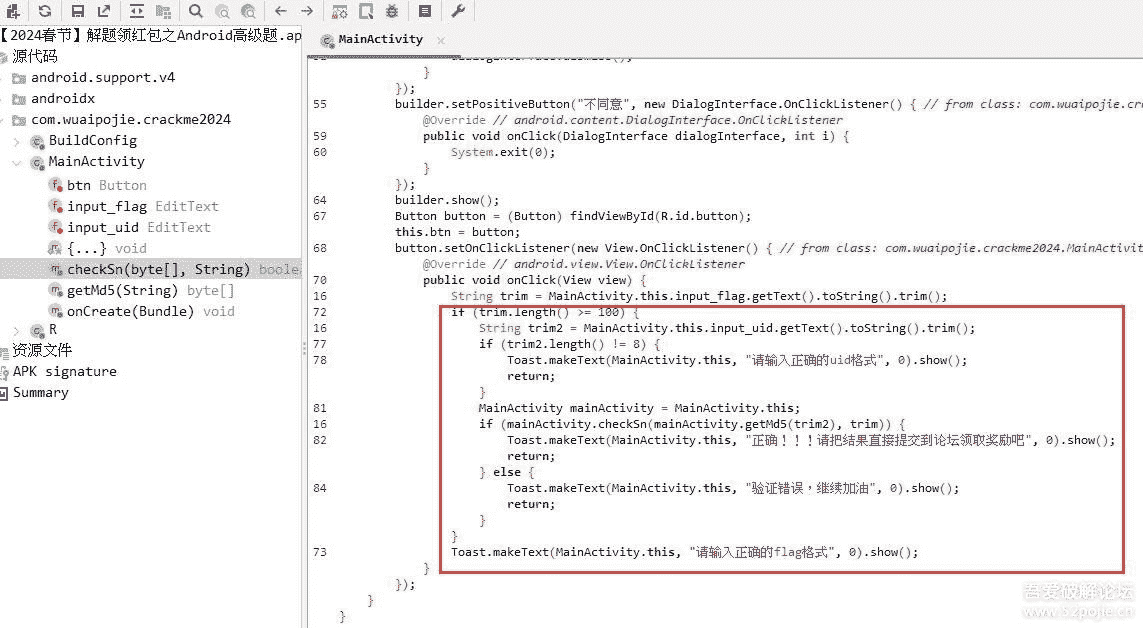 【2024春节】解题领红包之Android高级题.ap
源代码
android.support.v4
androidx
com.wuaipojie.crackme2024
BuildConfig
MainActivity
btn Button
input_flag EditText
input_uid EditText
{...} void
checkSn(byte[], String) boole
getMd5(String) byte[]
onCreate(Bundle) void
R
资源文件
APK signature
Summary
MainActivity
}
});
55 builder.setPositiveButton("不同意", new DialogInterface.OnClickListener() { // from class: com.wuaipojie.cra
@Override // android.content.DialogInterface.OnClickListener
59 public void onClick(DialogInterface dialogInterface, int i) {
60 System.exit(0);
}
});
64 builder.show();
67 Button button = (Button) findViewById(R.id.button);
this.btn = button;
68 button.setOnClickListener(new View.OnClickListener() { // from class: com.wuaipojie.crackme2024.MainActivit
@Override // android.view.View.OnClickListener
70 public void onClick(View view) {
16 String trim = MainActivity.this.input_flag.getText().toString().trim();
72 if (trim.length() >= 100) {
16 String trim2 = MainActivity.this.input_uid.getText().toString().trim();
77 if (trim2.length() != 8) {
78 Toast.makeText(MainActivity.this, "请输入正确的uid格式", 0).show();
return;
}
81 MainActivity mainActivity = MainActivity.this;
16 if (mainActivity.checkSn(mainActivity.getMd5(trim2), trim)) {
82 Toast.makeText(MainActivity.this, "正确！！！请把结果直接提交到论坛领取奖励吧", 0).show();
return;
} else {
84 Toast.makeText(MainActivity.this, "验证错误，继续加油", 0).show();
return;
}
}
73 Toast.makeText(MainActivity.this, "请输入正确的flag格式", 0).show();
}
});
}
}
吾爱破解论坛
www.52pojie.cn